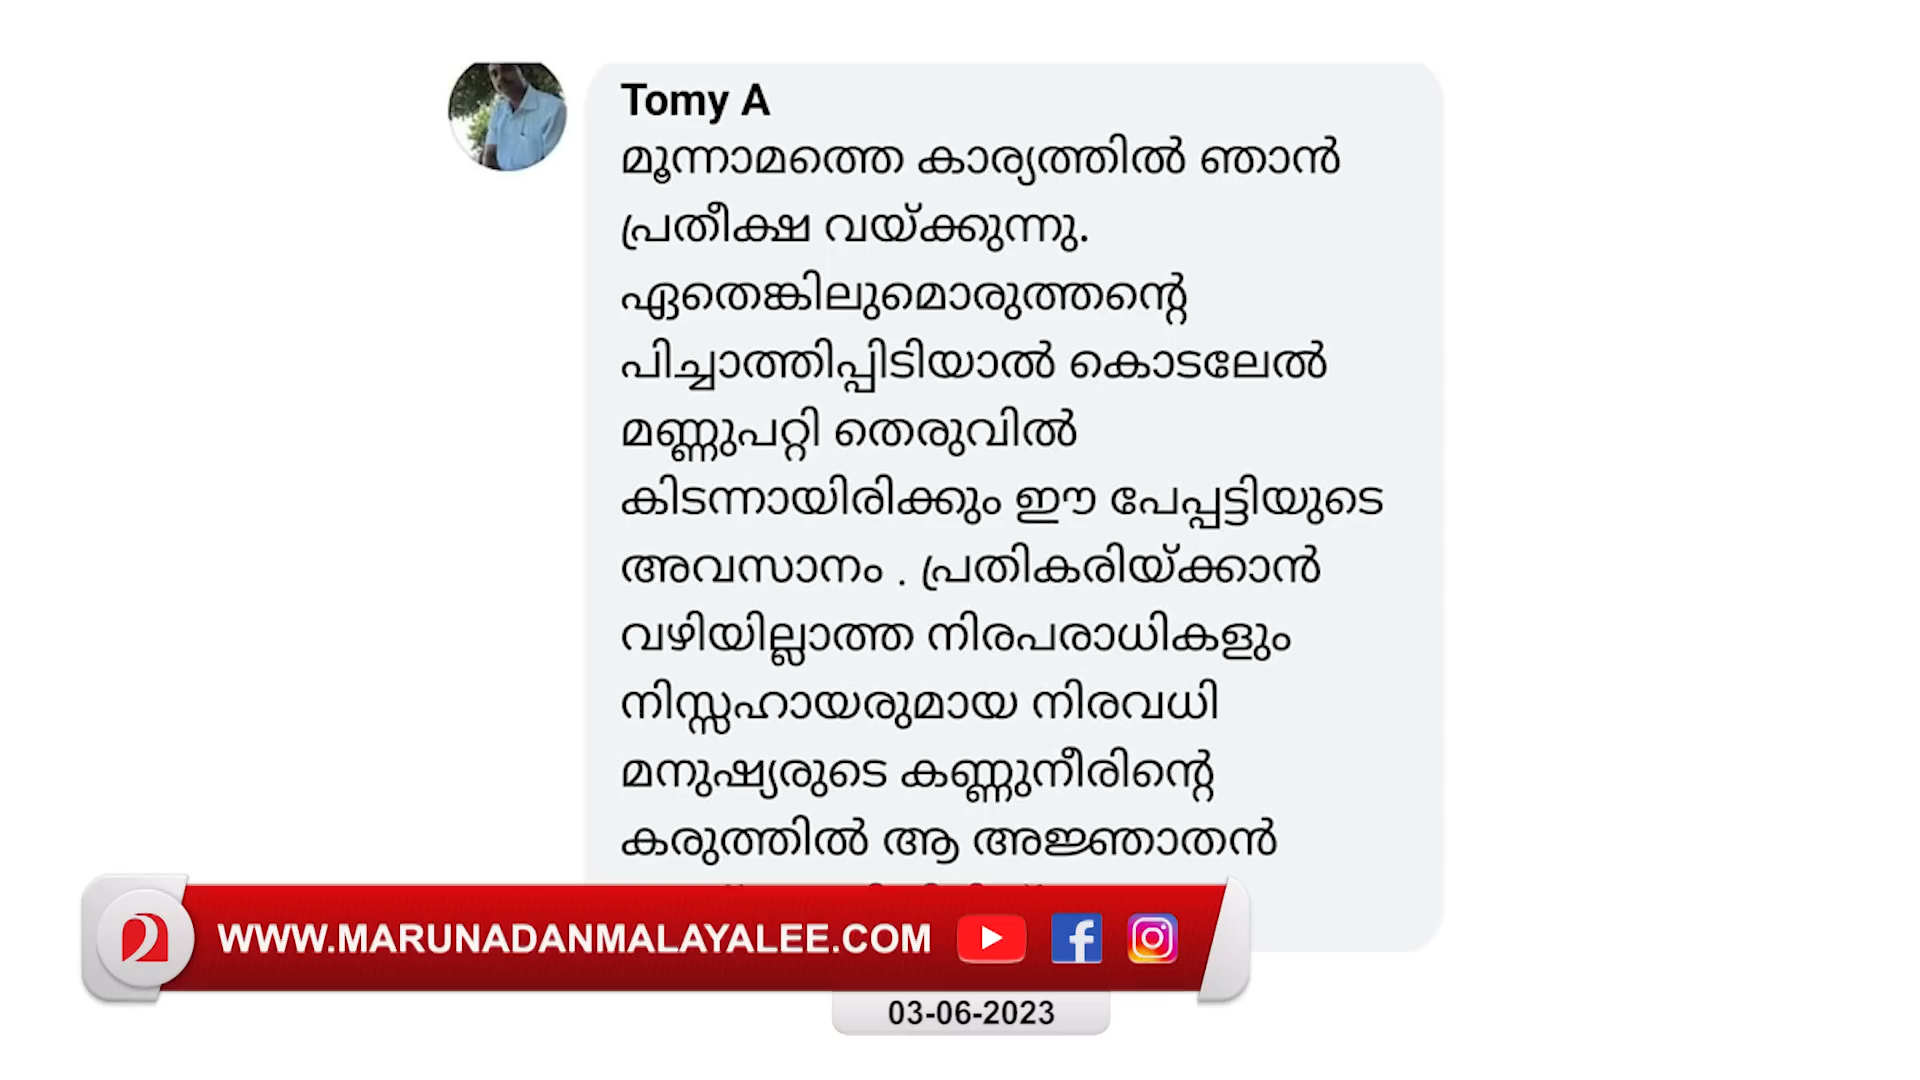 Tomy A
മൂന്നാമത്തെ കാര്യത്തിൽ ഞാൻ
പ്രതീക്ഷ വയ്ക്കുന്നു.
ഏതെങ്കിലുമൊരുത്തന്റെ
പിച്ചാത്തിപ്പിടിയാൽ കൊടലേൽ
മണ്ണുപറ്റി തെരുവിൽ
കിടന്നായിരിക്കും ഈ പേപ്പട്ടിയുടെ
അവസാനം . പ്രതികരിയ്ക്കാൻ
വഴിയില്ലാത്ത നിരപരാധികളും
നിസ്സഹായരുമായ നിരവധി
മനുഷ്യരുടെ കണ്ണുനീരിന്റെ
കരുത്തിൽ ആ അജ്ഞാതൻ
WWW.MARUNADANMALAYALEE.COM
03-06-2023